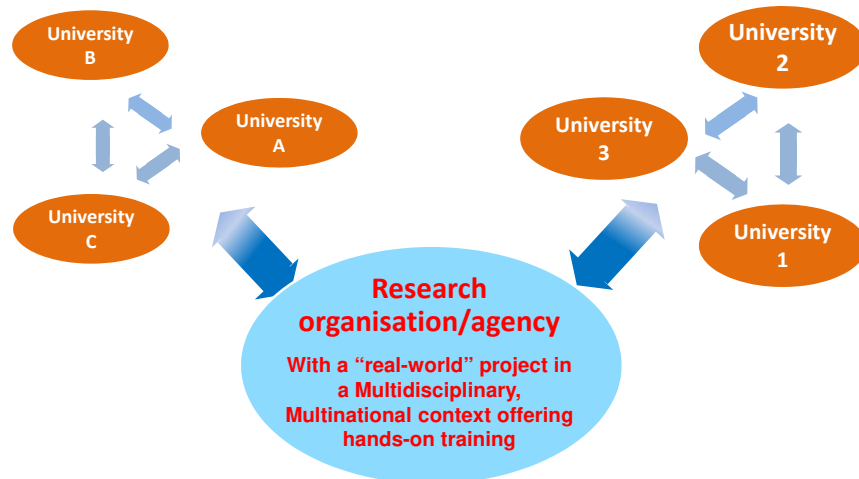 University
B
University
A
University
C
University
2
University
3
University
1
Research
organisation/agency
With a “real-world” project in
a Multidisciplinary,
Multinational context offering
hands-on training